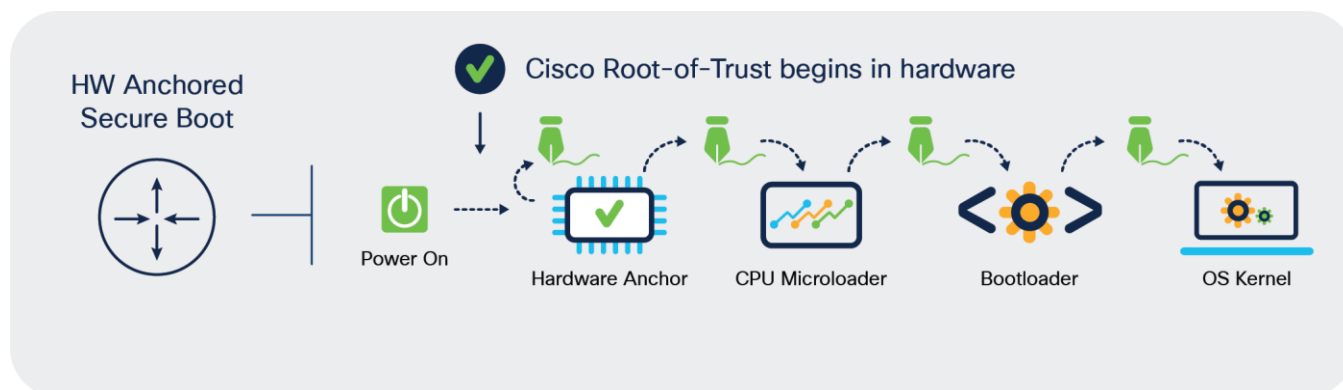 HW Anchored
Secure Boot
Cisco Root-of-Trust begins in hardware
Power On
Hardware Anchor
CPU Microloader
Bootloader
OS Kernel